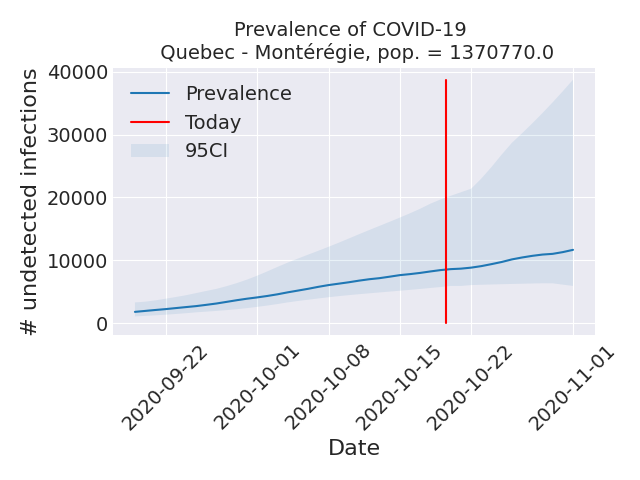 Prevalence of COVID-19
Quebec - Montérégie, pop. = 1370770.0
# undetected infections
40000
30000
20000
10000
0
Prevalence
Today
95CI
2020-09-22
2020-10-01
2020-10-08
2020-10-15
2020-10-22
2020-11-01
Date